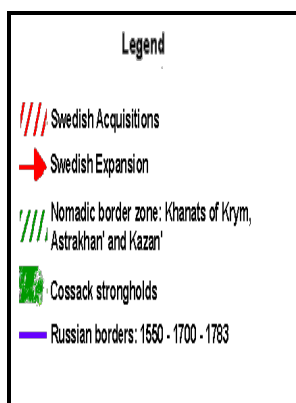 Legend
Swedish Acquisitions
Swedish Expansion
Nomadic border zone: Khanats of Krym,
Astrakhan' and Kazan'
Cossack strongholds
Russian borders: 1550 - 1700 - 1783